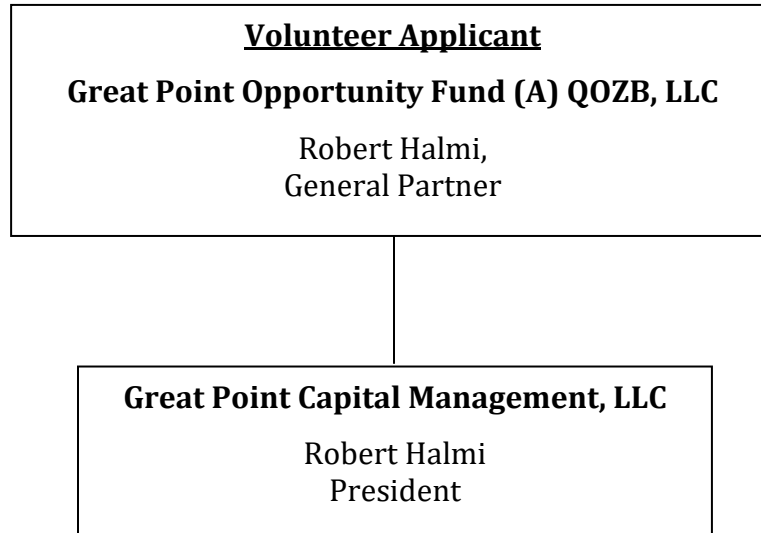 Volunteer Applicant
Great Point Opportunity Fund (A) QOZB, LLC
Robert Halmi,
General Partner
Great Point Capital Management, LLC
Robert Halmi
President